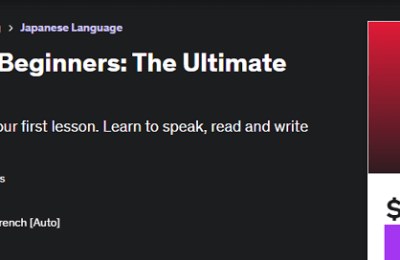 > Japanese Language
Beginners: The Ultimate
our first lesson. Learn to speak, read and write
s
$
rench [Auto]